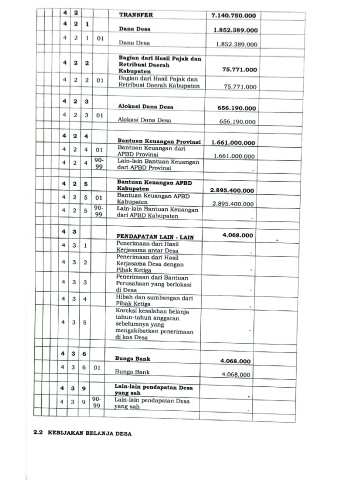 4 2 TRANSFER 7.140.750.000
4 2 1 Dana Desa 1.852.389.000
4 2 1 01 Dana Desa 1.852.389.000
4 2 2 Bagian dari Hasil Pajak dan
Retribusi Daerah
Kabupaten 75.771.000
4 2 2 01 Bagian dari Hasil Pajak dan
Retribusi Daerah Kabupaten 75.771.000
4 2 3 Alokasi Dana Desa 656.190.000
4 2 3 01 Alokasi Dana Desa 656.190.000
4 2 4 Bantuan Keuangan Provinsi 1.661.000.000
4 2 4 01 Bantuan Keuangan dari
APBD Provinsi 1.661.000.000
4 2 4 90-99 Lain-lain Bantuan Keuangan
dari APBD Provinsi -
4 2 5 Bantuan Keuangan APBD
Kabupaten 2.895.400.000
4 2 5 01 Bantuan Keuangan APBD
Kabupaten 2.895.400.000
4 2 5 90-99 Lain-lain Bantuan Keuangan
dari APBD Kabupaten -
4 3 PENDAPATAN LAIN - LAIN 4.068.000 -
4 3 1 Penerimaan dari Hasil
Kerjasama antar Desa
4 3 2 Penerimaan dari Hasil
Kerjasama Desa dengan
Pihak Ketiga
4 3 3 Penerimaan dari Bantuan
Perusahaan yang berlokasi
di Desa
4 3 4 Hibah dan sumbangan dari
Pihak Ketiga
4 3 5 Koreksi kesalahan belanja
tahun-tahun anggaran
sebelumnya yang
mengakibatkan penerimaan
di kas Desa
4 3 6 Bunga Bank 4.068.000
4 3 6 01 Bunga Bank 4.068.000
4 3 9 Lain-lain pendapatan Desa
yang sah -
4 3 9 90-99 Lain-lain pendapatan Desa
yang sah -
2.2 KEBIJAKAN BELANJA DESA